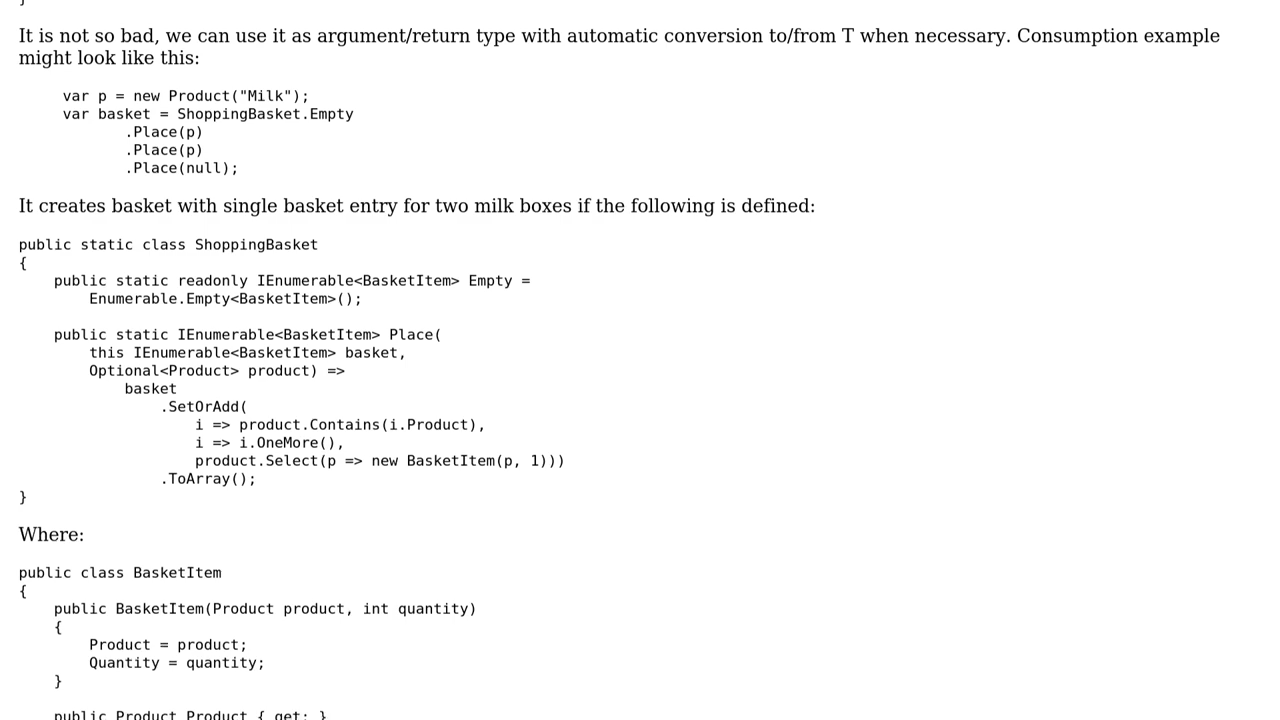 }
It is not so bad, we can use it as argument/return type with automatic conversion to/from T when necessary. Consumption example
might look like this:
var p = new Product("Milk");
var basket = ShoppingBasket.Empty
.Place(p)
.Place(p)
.Place(null);
It creates basket with single basket entry for two milk boxes if the following is defined:
public static class ShoppingBasket
{
public static readonly IEnumerable<BasketItem> Empty =
Enumerable.Empty<BasketItem>();
public static IEnumerable<BasketItem> Place(
this IEnumerable<BasketItem> basket,
Optional<Product> product) =>
basket
.SetOrAdd(
i => product.Contains(i.Product),
i => i.OneMore(),
product.Select(p => new BasketItem(p, 1)))
.ToArray();
}
Where:
public class BasketItem
{
public BasketItem(Product product, int quantity)
{
Product = product;
Quantity = quantity;
}
public Product Product { get; }